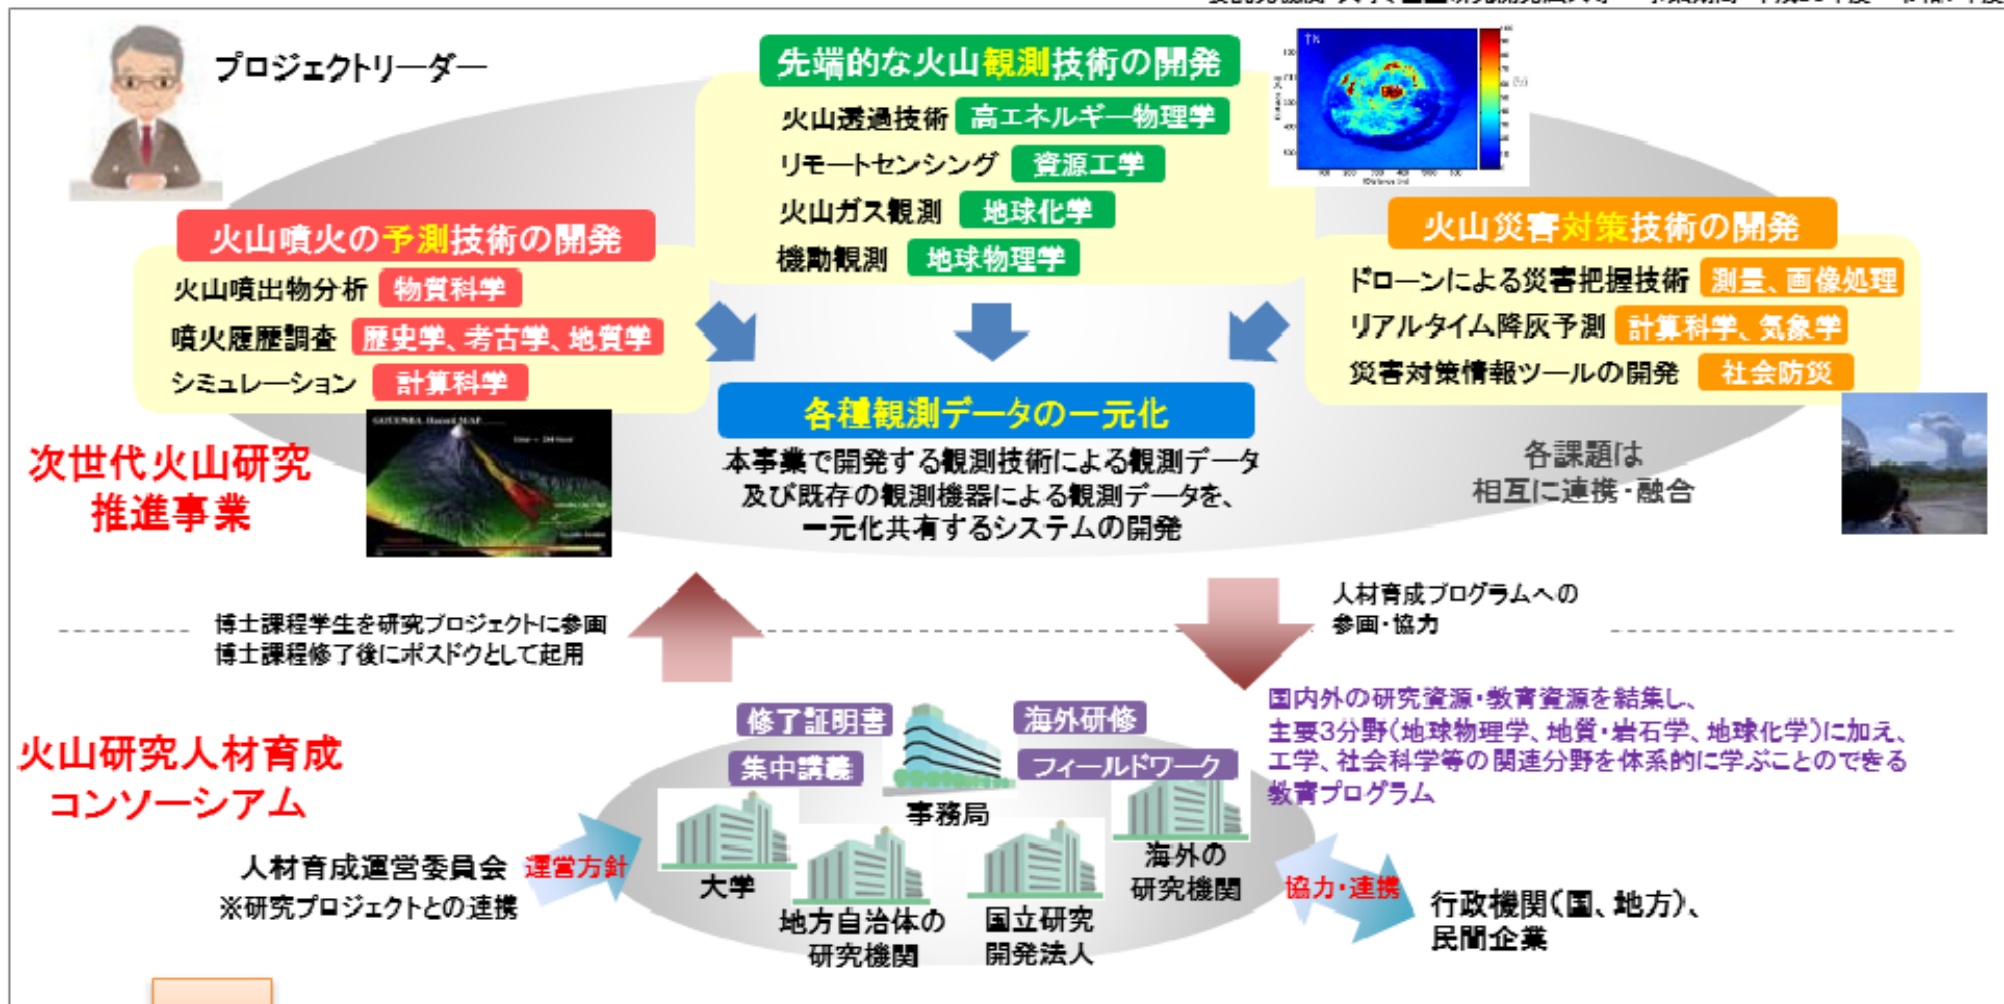 プロジェクトリーダー
先端的な火山観測技術の開発
火山透過技術 高エネルギー物理学
リモートセンシング 資源工学
火山ガス観測 地球化学
機動観測 地球物理学
火山噴火の予測技術の開発
火山噴出物分析 物質科学
噴火履歴調査 歴史学、考古学、地質学
シミュレーション 計算科学
火山災害対策技術の開発
ドローンによる災害把握技術 測量、画像処理
リアルタイム降灰予測 計算科学、気象学
災害対策情報ツールの開発 社会防災
各種観測データの一元化
本事業で開発する観測技術による観測データ
及び既存の観測機器による観測データを、
一元化共有するシステムの開発
各課題は
相互に連携・融合
次世代火山研究
推進事業
博士課程学生を研究プロジェクトに参画
博士課程修了後にポスドクとして起用
人材育成プログラムへの
参画・協力
火山研究人材育成
コンソーシアム
修了証明書
海外研修
集中講義
フィールドワーク
事務局
大学
地方自治体の
研究機関
国立研究
開発法人
海外の
研究機関
国内外の研究資源・教育資源を結集し、
主要3分野(地球物理学、地質・岩石学、地球化学)に加え、
工学、社会科学等の関連分野を体系的に学ぶことのできる
教育プログラム
人材育成運営委員会
※研究プロジェクトとの連携
運営方針
協力・連携
行政機関(国、地方)、
民間企業